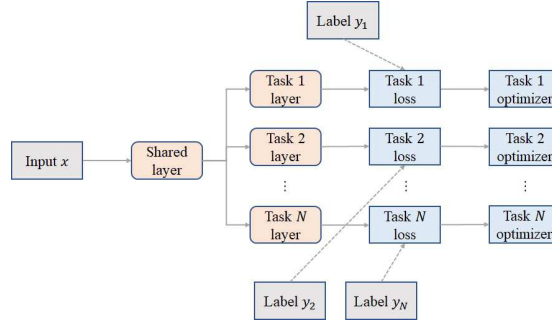 Label y₁
Task 1
layer
Task 1
loss
Task 1
optimizer
Input x
Shared
layer
Task 2
layer
Task 2
loss
Task 2
optimizer
⋮
⋮
⋮
Task N
layer
Task N
loss
Task N
optimizer
Label y₂
Label y_N